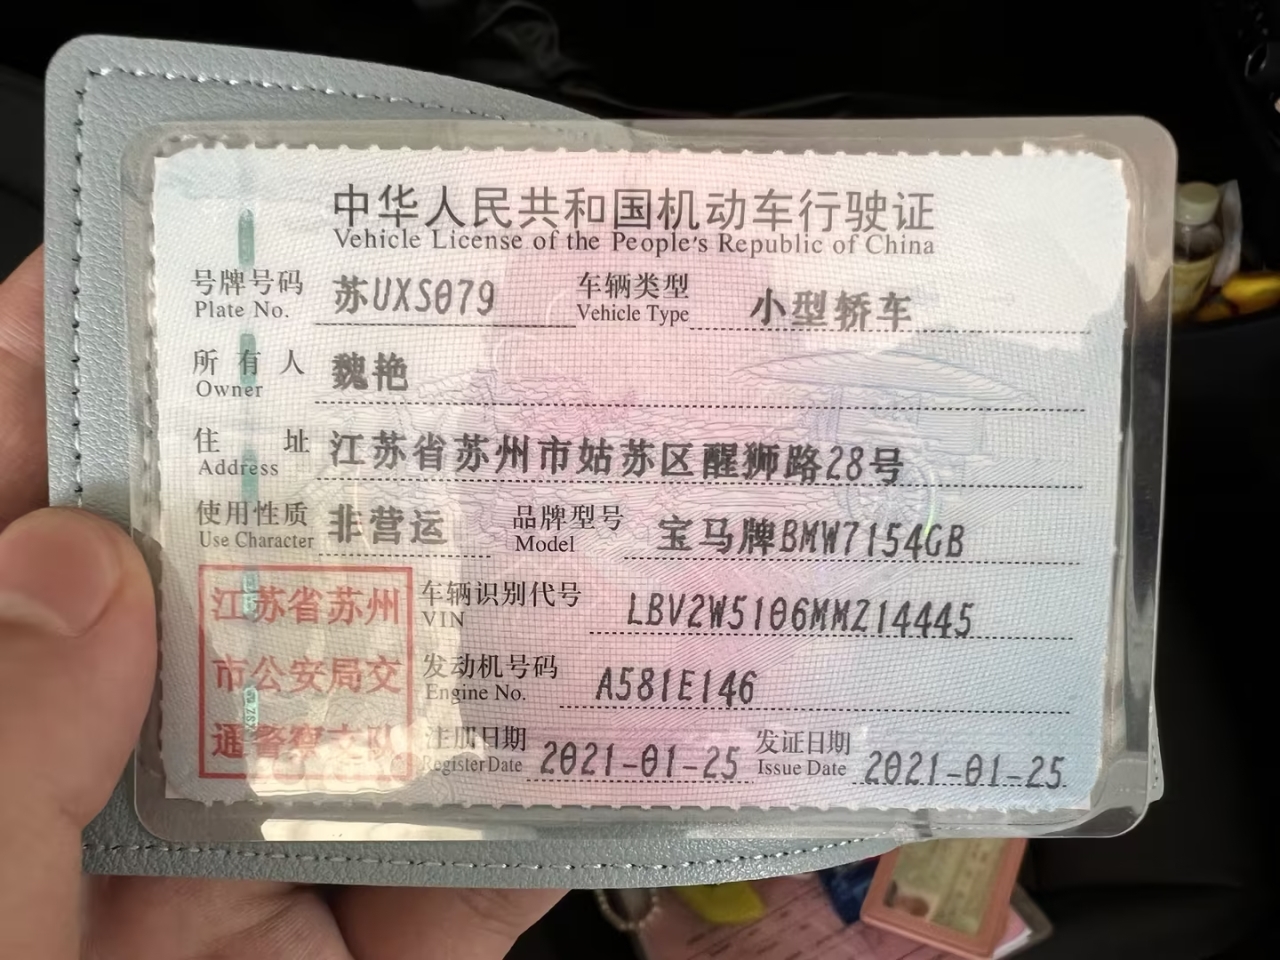 中华人民共和国机动车行驶证
Vehicle License of the People's Republic of China
号牌号码 苏UXS079 车辆类型 小型轿车
Plate No. Vehicle Type
所有人 魏艳
Owner
住址 江苏省苏州市姑苏区醒狮路28号
Address
使用性质 非营运 品牌型号 宝马牌BMW7154GB
Use Character Model
江苏省苏州
市公安局交
通警察支队
车辆识别代号 LBV2W5106MMZ14445
VIN
发动机号码 A581E146
Engine No.
注册日期 2021-01-25 发证日期 2021-01-25
Register Date Issue Date